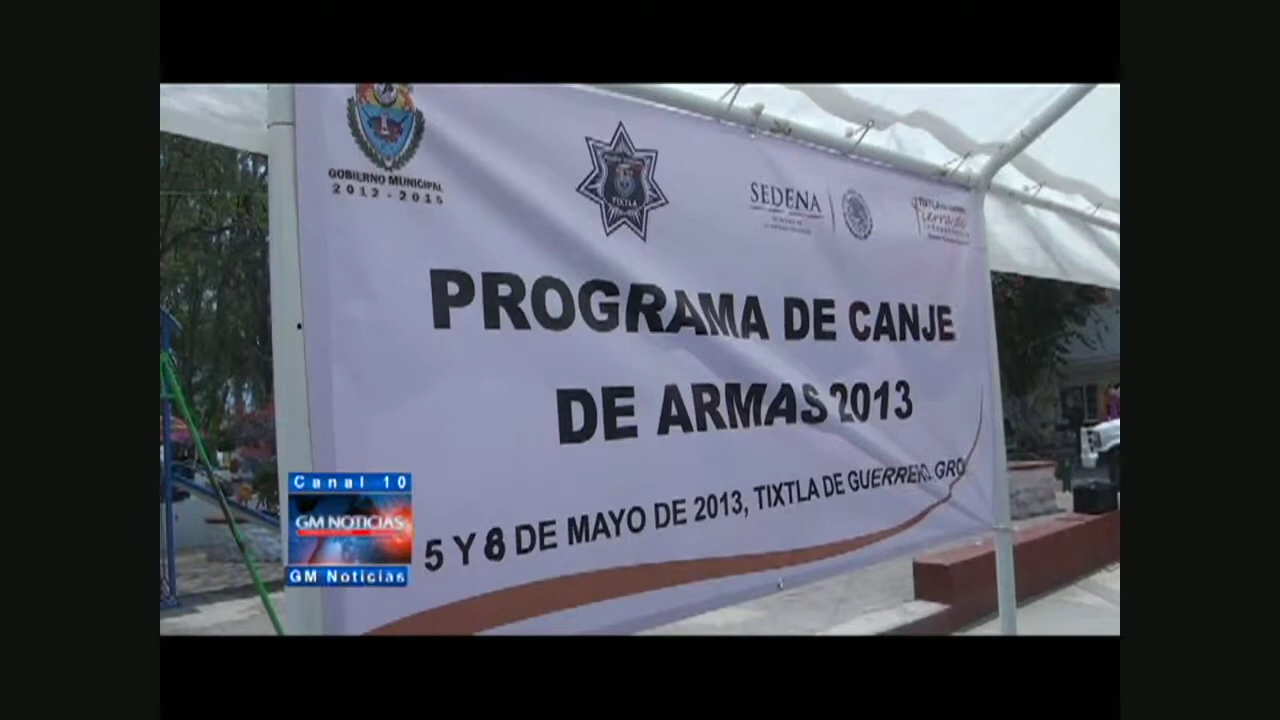 GOBIERNO MUNICIPAL
2012 - 2015
TIXTLA
SEDENA
PROGRAMA DE CANJE
DE ARMAS 2013
5 Y 6 DE MAYO DE 2013, TIXTLA DE GUERRERO, GRO
Canal 10
GM NOTICIAS
GM Noticias